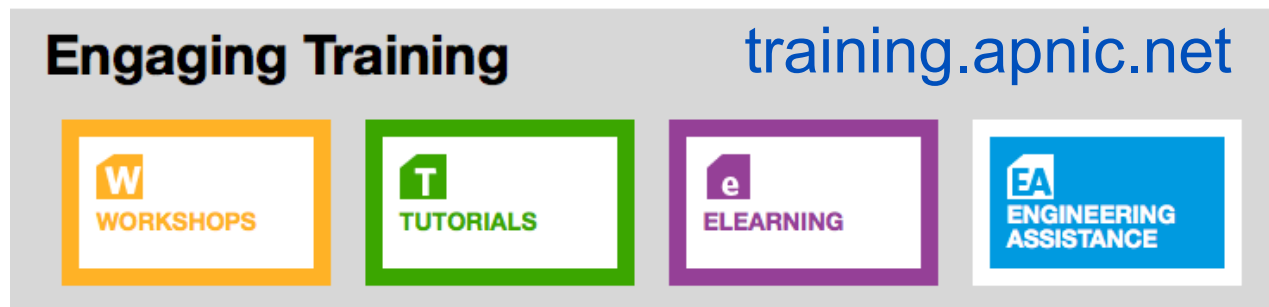 Engaging Training
training.apnic.net
W
WORKSHOPS
T
TUTORIALS
e
ELEARNING
EA
ENGINEERING
ASSISTANCE